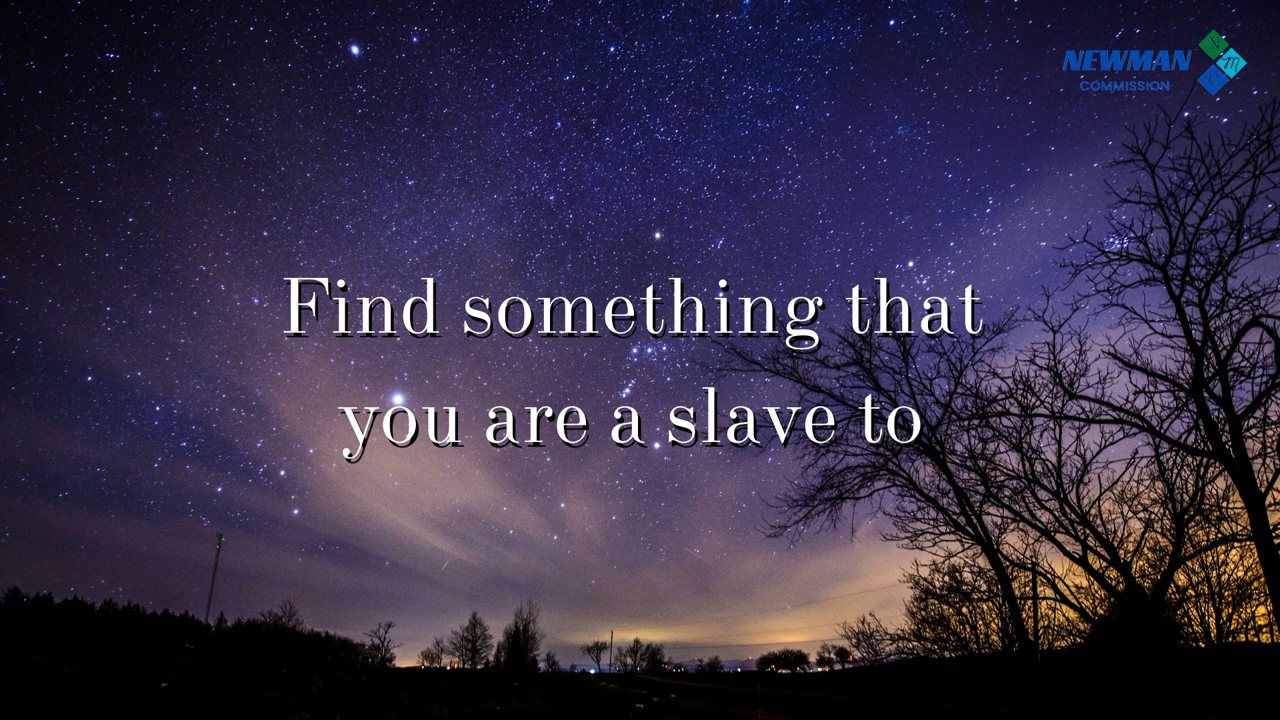 NEWMAN
COMMISSION
N
M
C
Find something that
you are a slave to